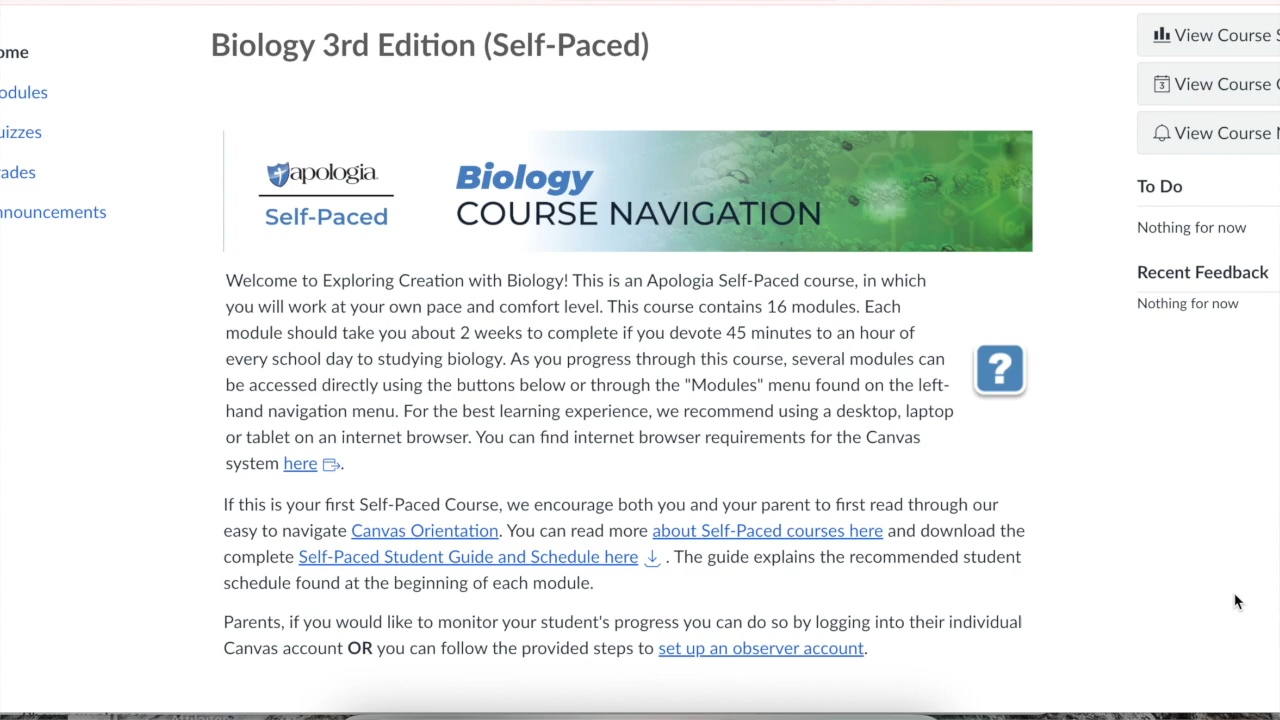 Biology 3rd Edition (Self-Paced)
ome
odules
uizzes
ades
nnouncements
apologia
Self-Paced
Biology
COURSE NAVIGATION
Welcome to Exploring Creation with Biology! This is an Apologia Self-Paced course, in which
you will work at your own pace and comfort level. This course contains 16 modules. Each
module should take you about 2 weeks to complete if you devote 45 minutes to an hour of
every school day to studying biology. As you progress through this course, several modules can
be accessed directly using the buttons below or through the "Modules" menu found on the left-
hand navigation menu. For the best learning experience, we recommend using a desktop, laptop
or tablet on an internet browser. You can find internet browser requirements for the Canvas
system here.
?
If this is your first Self-Paced Course, we encourage both you and your parent to first read through our
easy to navigate Canvas Orientation. You can read more about Self-Paced courses here and download the
complete Self-Paced Student Guide and Schedule here . The guide explains the recommended student
schedule found at the beginning of each module.
Parents, if you would like to monitor your student's progress you can do so by logging into their individual
Canvas account OR you can follow the provided steps to set up an observer account.
View Course S
3 View Course C
View Course N
To Do
Nothing for now
Recent Feedback
Nothing for now